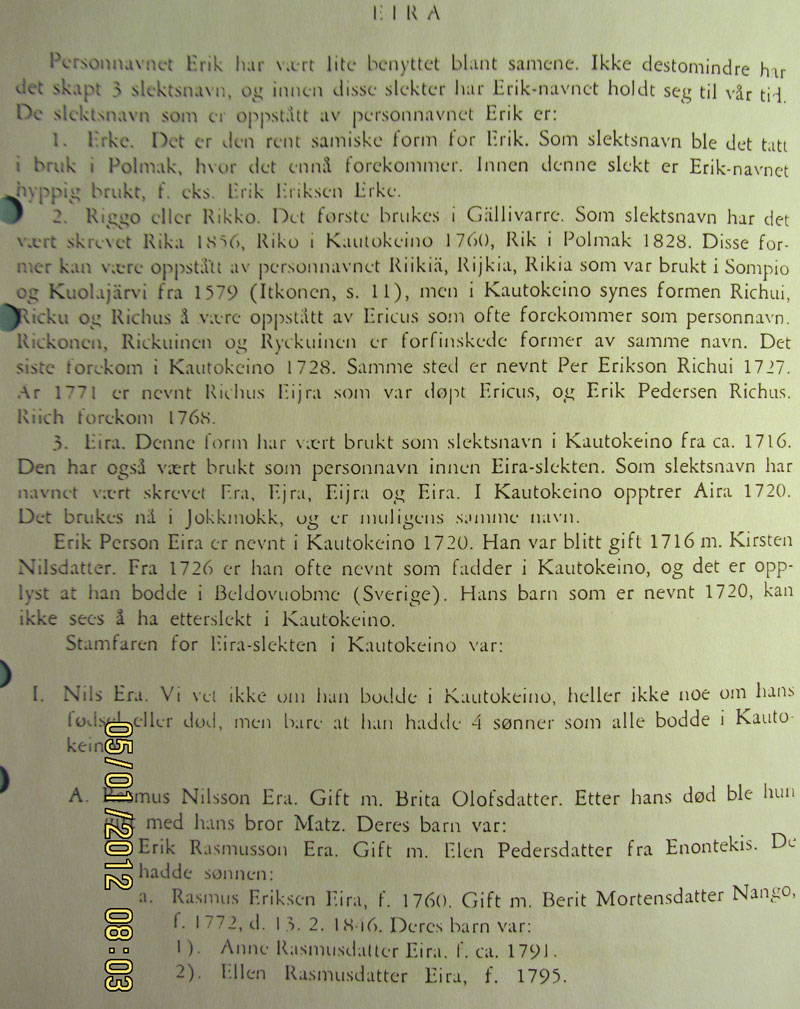 EIRA
Personnavnet Erik har vært lite benyttet blant samene. Ikke destomindre har
det skapt 3 slektsnavn, og innen disse slekter har Erik-navnet holdt seg til vår tid.
De slektsnavn som er oppstått av personnavnet Erik er:
1. Erke. Det er den rent samiske form for Erik. Som slektsnavn ble det tatt
i bruk i Polmak, hvor det ennå forekommer. Innen denne slekt er Erik-navnet
hyppig brukt, f. eks. Erik Eriksen Erke.
2. Riggo eller Rikko. Det første brukes i Gällivarre. Som slektsnavn har det
vært skrevet Rika 1856, Riko i Kautokeino 1760, Rik i Polmak 1828. Disse for-
mer kan være oppstått av personnavnet Riikiä, Rijkia, Rikia som var brukt i Sompio
og Kuolajärvi fra 1579 (Itkonen, s. 11), men i Kautokeino synes formen Richui,
Ricku og Richus å være oppstått av Ericus som ofte forekommer som personnavn.
Rickonen, Rickuinen og Ryckuinen er forfinskede former av samme navn. Det
siste forekom i Kautokeino 1728. Samme sted er nevnt Per Erikson Richui 1727.
År 1771 er nevnt Richus Eijra som var døpt Ericus, og Erik Pedersen Richus.
Riich forekom 1768.
3. Eira. Denne form har vært brukt som slektsnavn i Kautokeino fra ca. 1716.
Den har også vært brukt som personnavn innen Eira-slekten. Som slektsnavn har
navnet vært skrevet Era, Ejra, Eijra og Eira. I Kautokeino opptrer Aira 1720.
Det brukes nå i Jokkmokk, og er muligens samme navn.
Erik Person Eira er nevnt i Kautokeino 1720. Han var blitt gift 1716 m. Kirsten
Nilsdatter. Fra 1726 er han ofte nevnt som fadder i Kautokeino, og det er opp-
lyst at han bodde i Beldovuobme (Sverige). Hans barn som er nevnt 1720, kan
ikke sees å ha etterslekt i Kautokeino.
Stamfaren for Eira-slekten i Kautokeino var:
I. Nils Era. Vi vet ikke om han bodde i Kautokeino, heller ikke noe om hans
fødsel eller død, men bare at han hadde 4 sønner som alle bodde i Kauto-
keino.
A. Rasmus Nilsson Era. Gift m. Brita Olofsdatter. Etter hans død ble hun
gift med hans bror Matz. Deres barn var:
Erik Rasmusson Era. Gift m. Elen Pedersdatter fra Enontekis. De
hadde sønnen:
a. Rasmus Eriksen Eira, f. 1760. Gift m. Berit Mortensdatter Nango,
f. 1772, d. 13. 2. 1846. Deres barn var:
1). Anne Rasmusdatter Eira. f. ca. 1791.
2). Ellen Rasmusdatter Eira, f. 1795.
05/01/2012 08:03